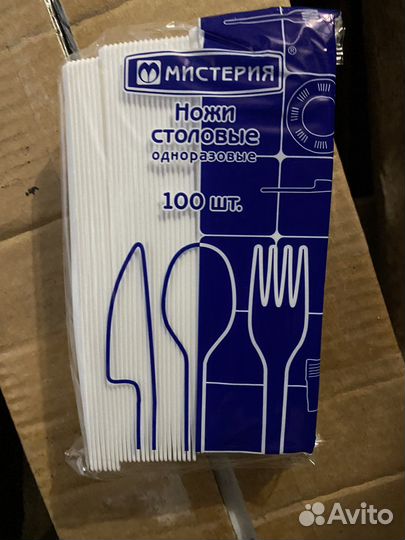 МИСТЕРИЯ ®
Ножи
столовые
одноразовые
100 шт.
Avito